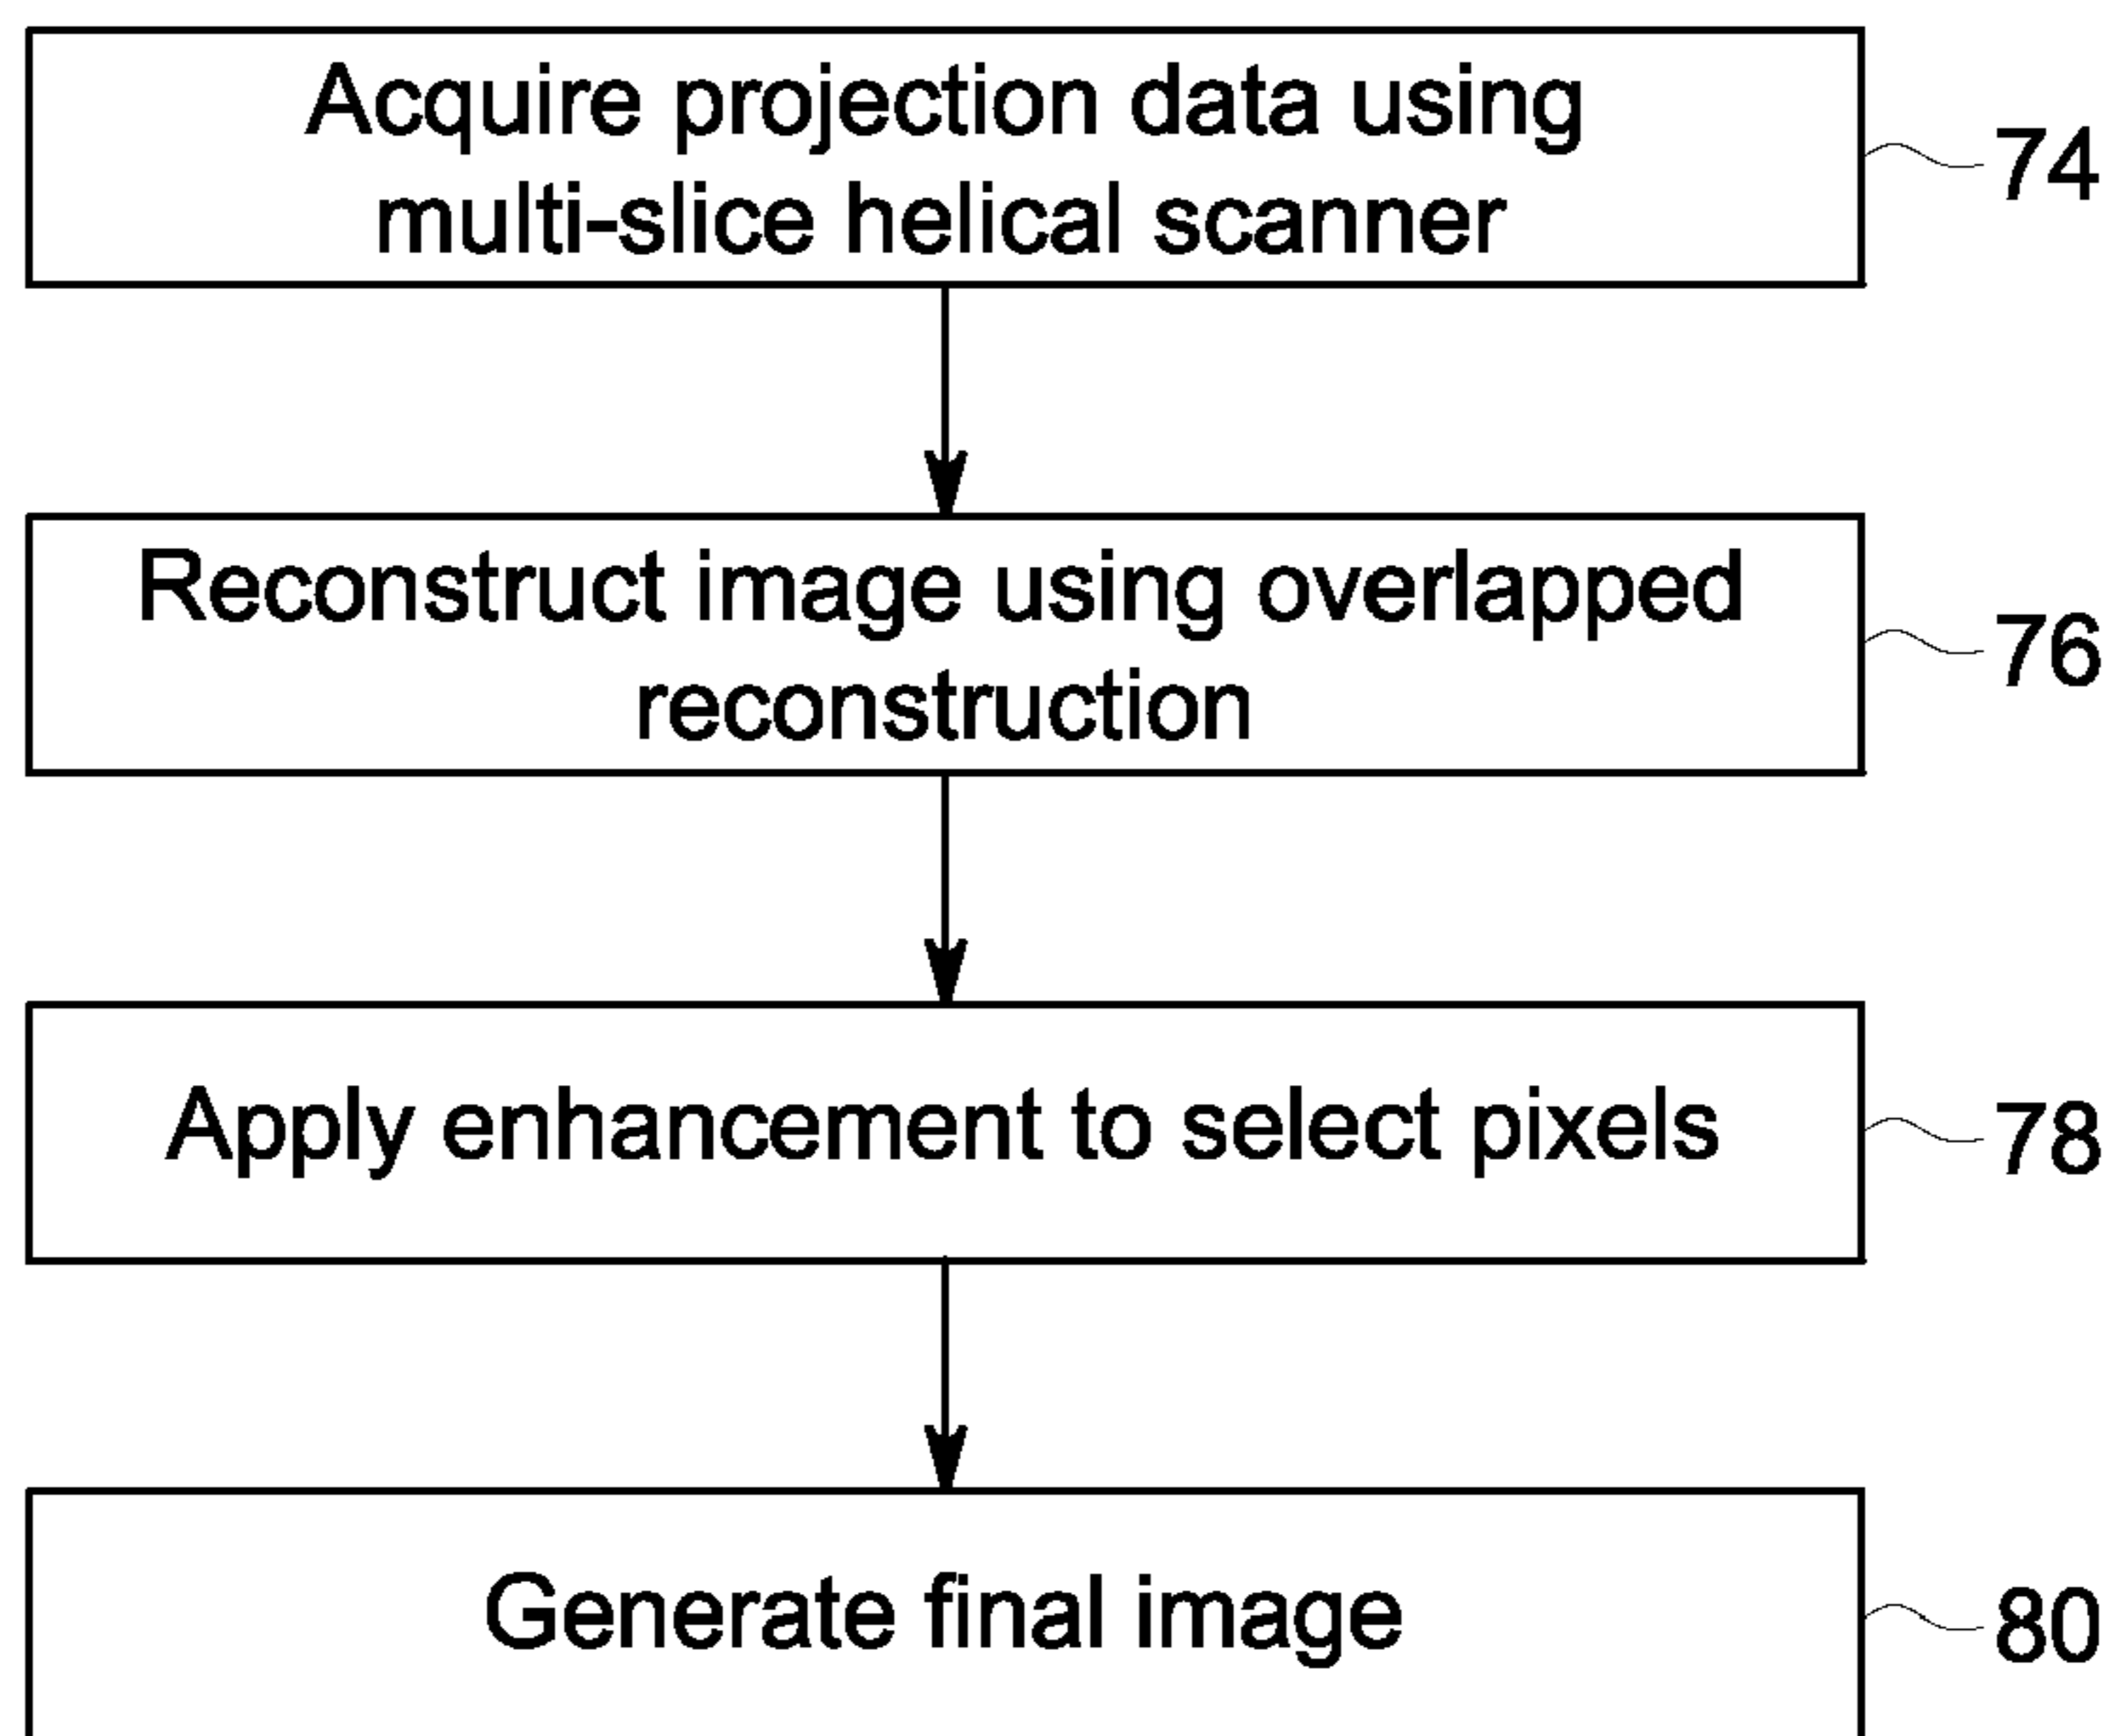 Acquire projection data using
multi-slice helical scanner
74
Reconstruct image using overlapped
reconstruction
76
Apply enhancement to select pixels
78
Generate final image
80